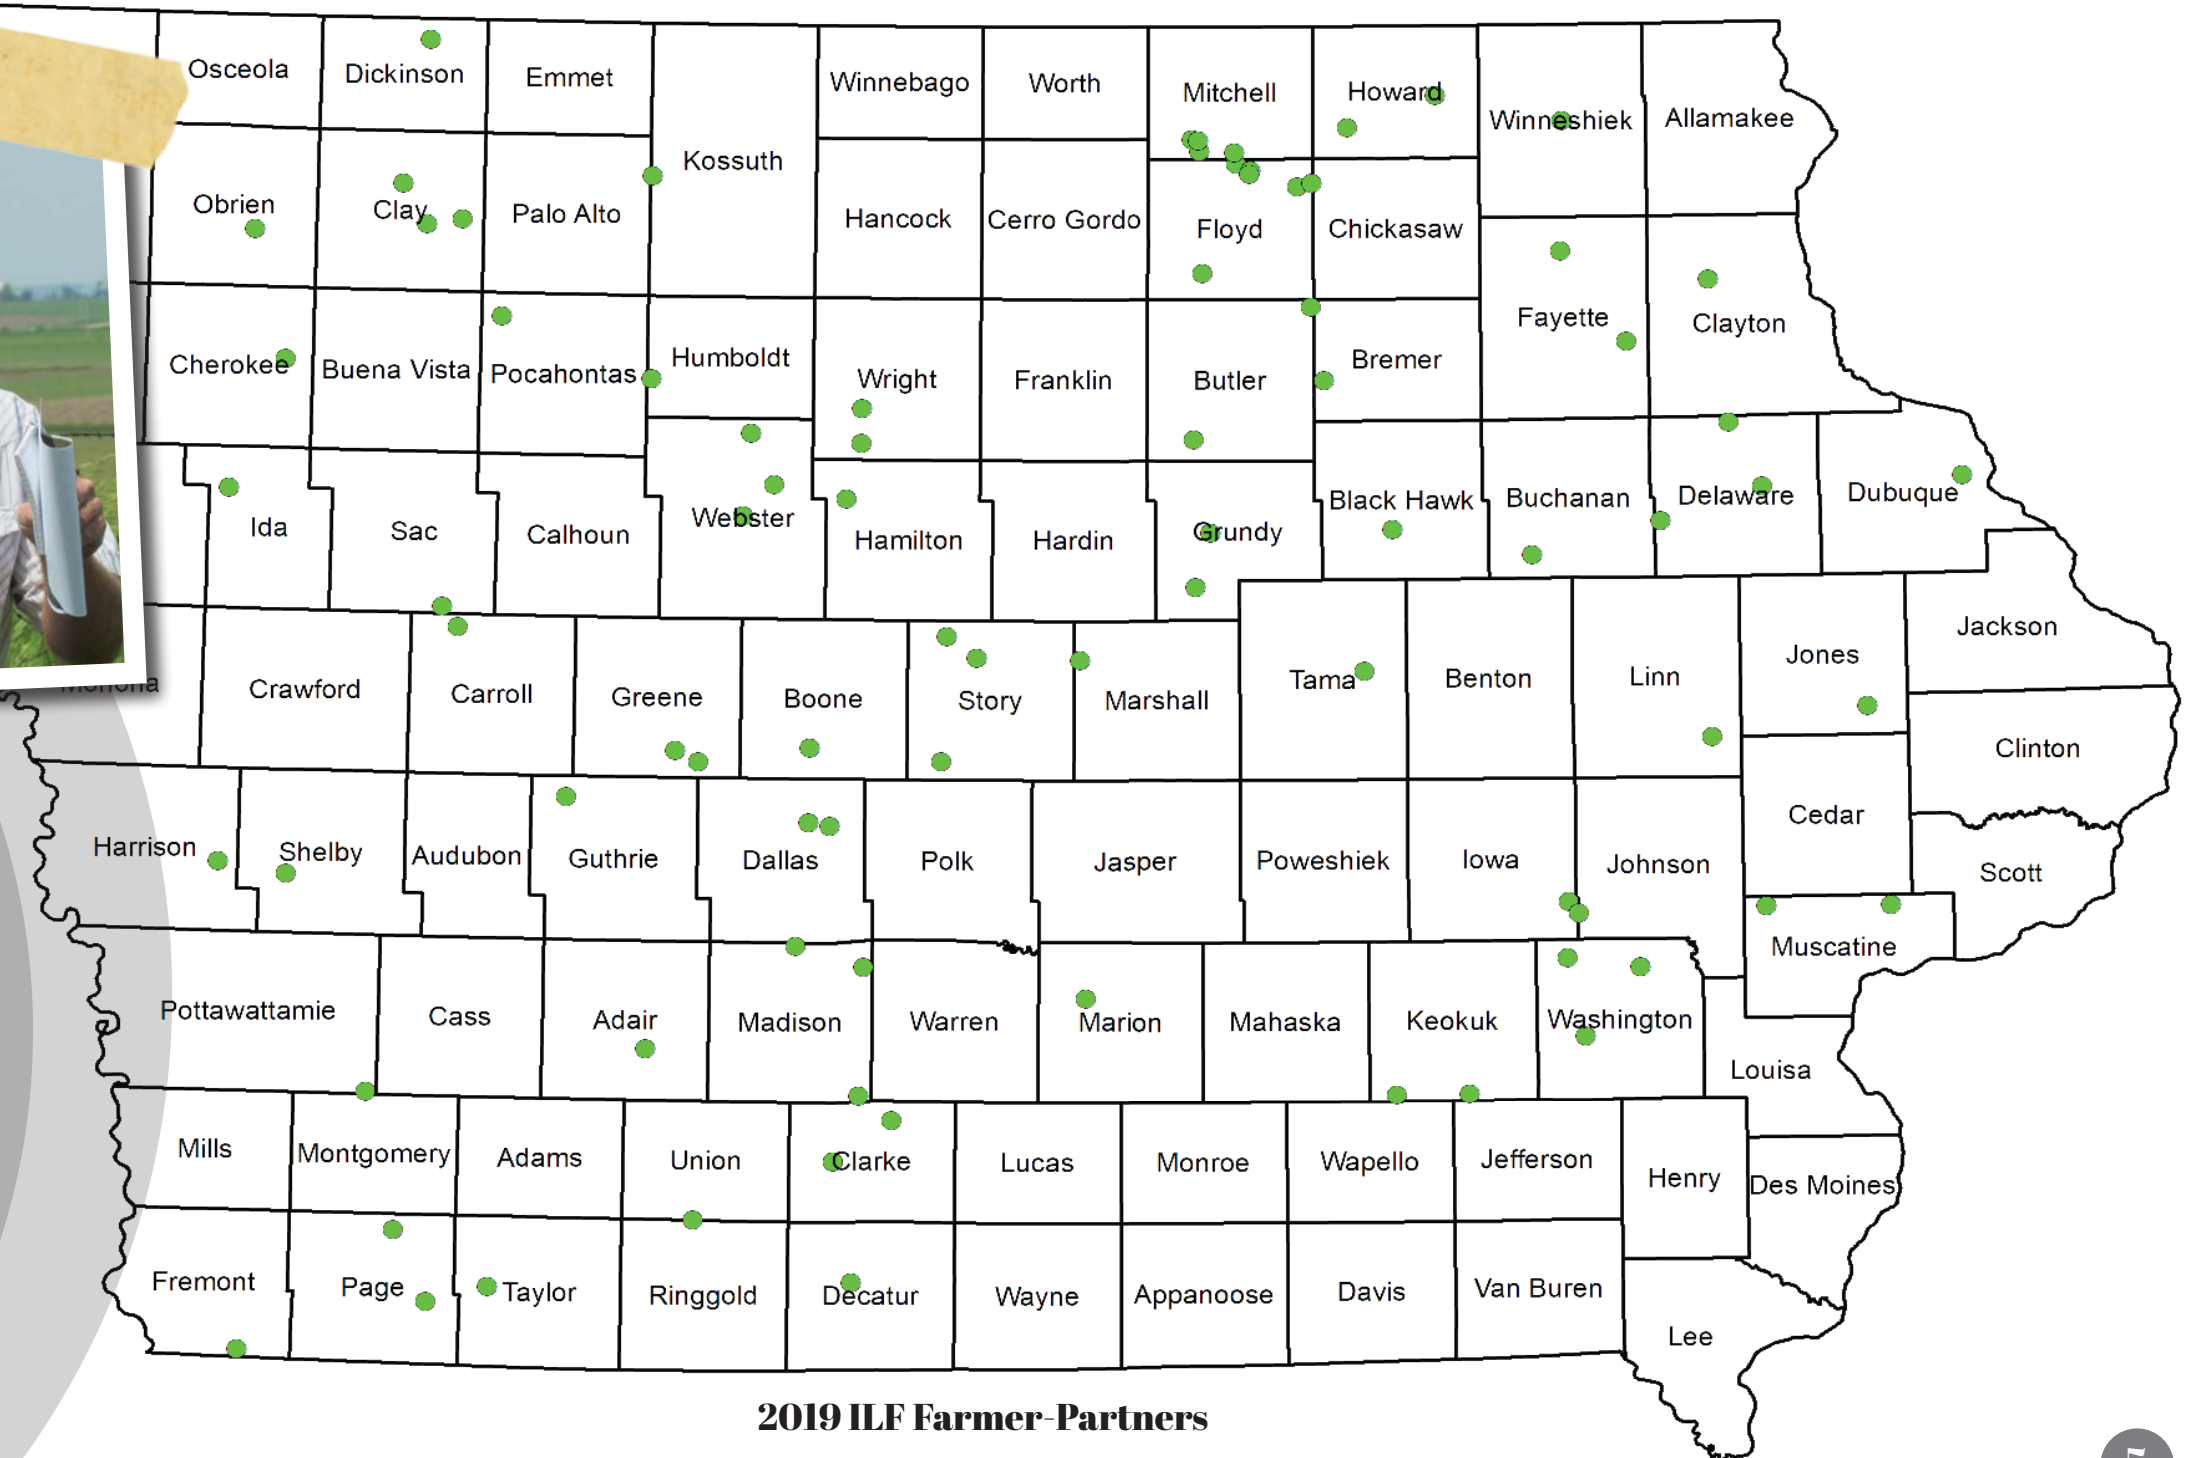 Osceola
Dickinson
Emmet
Winnebago
Worth
Mitchell
Howard
Winneshiek
Allamakee
Kossuth
Obrien
Clay
Palo Alto
Hancock
Cerro Gordo
Floyd
Chickasaw
Fayette
Clayton
Cherokee
Buena Vista
Pocahontas
Humboldt
Wright
Franklin
Butler
Bremer
Ida
Sac
Calhoun
Webster
Hamilton
Hardin
Grundy
Black Hawk
Buchanan
Delaware
Dubuque
Monona
Crawford
Carroll
Greene
Boone
Story
Marshall
Tama
Benton
Linn
Jones
Jackson
Clinton
Harrison
Shelby
Audubon
Guthrie
Dallas
Polk
Jasper
Poweshiek
Iowa
Johnson
Cedar
Scott
Muscatine
Pottawattamie
Cass
Adair
Madison
Warren
Marion
Mahaska
Keokuk
Washington
Louisa
Mills
Montgomery
Adams
Union
Clarke
Lucas
Monroe
Wapello
Jefferson
Henry
Des Moines
Fremont
Page
Taylor
Ringgold
Decatur
Wayne
Appanoose
Davis
Van Buren
Lee
2019 ILF Farmer-Partners